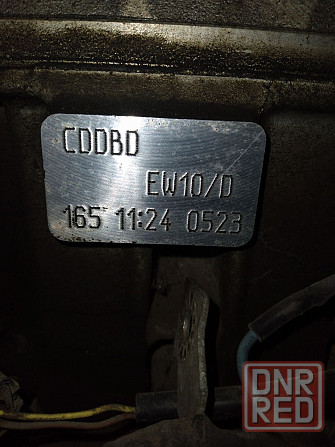 CDDBD
EW10/D
165 11:24 0523
DNR
RED